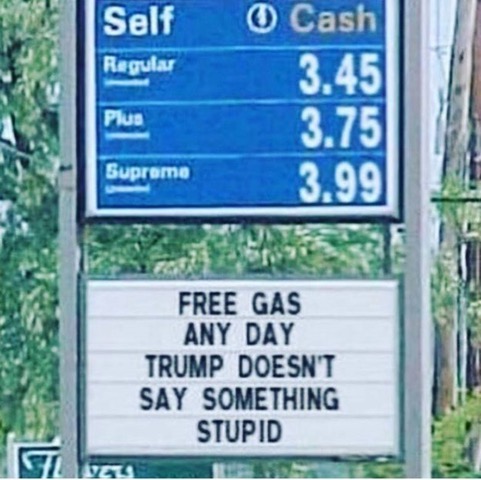 Self Cash
Regular 3.45
Plus 3.75
Supreme 3.99
FREE GAS
ANY DAY
TRUMP DOESN'T
SAY SOMETHING
STUPID